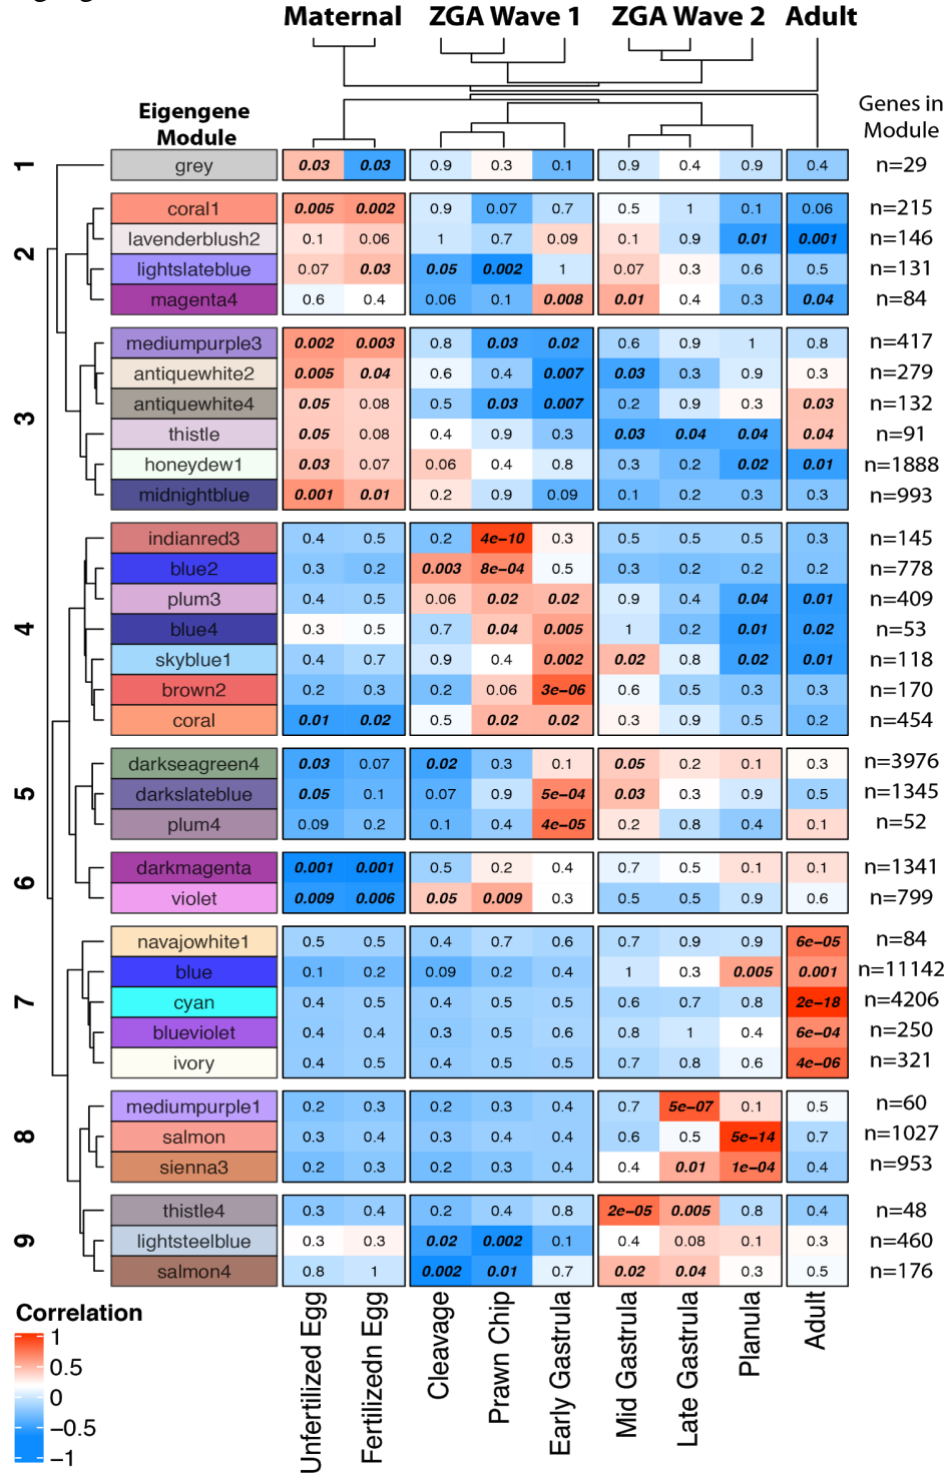 Maternal ZGA Wave 1 ZGA Wave 2 Adult
Eigengene Module Genes in Module
1
grey 0.03 0.03 0.9 0.3 0.1 0.9 0.4 0.9 0.4 n=29
2
coral1 0.005 0.002 0.9 0.07 0.7 0.5 1 0.1 0.06 n=215
lavenderblush2 0.1 0.06 1 0.7 0.09 0.1 0.9 0.01 0.001 n=146
lightslateblue 0.07 0.03 0.05 0.002 1 0.07 0.3 0.6 0.5 n=131
magenta4 0.6 0.4 0.06 0.1 0.008 0.01 0.4 0.3 0.04 n=84
3
mediumpurple3 0.002 0.003 0.8 0.03 0.02 0.6 0.9 1 0.8 n=417
antiquewhite2 0.005 0.04 0.6 0.4 0.007 0.03 0.3 0.9 0.3 n=279
antiquewhite4 0.05 0.08 0.5 0.03 0.007 0.2 0.9 0.3 0.03 n=132
thistle 0.05 0.08 0.4 0.9 0.3 0.03 0.04 0.04 0.04 n=91
honeydew1 0.03 0.07 0.06 0.4 0.8 0.3 0.2 0.02 0.01 n=1888
midnightblue 0.001 0.01 0.2 0.9 0.09 0.1 0.2 0.3 0.3 n=993
4
indianred3 0.4 0.5 0.2 4e−10 0.3 0.5 0.5 0.5 0.3 n=145
blue2 0.3 0.2 0.003 8e−04 0.5 0.3 0.2 0.2 0.2 n=778
plum3 0.4 0.5 0.06 0.02 0.02 0.9 0.4 0.04 0.01 n=409
blue4 0.3 0.5 0.7 0.04 0.005 1 0.2 0.01 0.02 n=53
skyblue1 0.4 0.7 0.9 0.4 0.002 0.02 0.8 0.02 0.01 n=118
brown2 0.2 0.3 0.2 0.06 3e−06 0.6 0.5 0.3 0.3 n=170
coral 0.01 0.02 0.5 0.02 0.02 0.3 0.9 0.5 0.2 n=454
5
darkseagreen4 0.03 0.07 0.02 0.3 0.1 0.05 0.2 0.1 0.3 n=3976
darkslateblue 0.05 0.1 0.07 0.9 5e−04 0.03 0.3 0.9 0.5 n=1345
plum4 0.09 0.2 0.1 0.4 4e−05 0.2 0.8 0.4 0.1 n=52
6
darkmagenta 0.001 0.001 0.5 0.2 0.4 0.7 0.5 0.1 0.1 n=1341
violet 0.009 0.006 0.05 0.009 0.3 0.5 0.5 0.9 0.6 n=799
7
navajowhite1 0.5 0.5 0.4 0.7 0.6 0.7 0.9 0.9 6e−05 n=84
blue 0.1 0.2 0.09 0.2 0.4 1 0.3 0.005 0.001 n=11142
cyan 0.4 0.5 0.4 0.5 0.5 0.6 0.7 0.8 2e−18 n=4206
blueviolet 0.4 0.4 0.3 0.5 0.6 0.8 1 0.4 6e−04 n=250
ivory 0.4 0.5 0.4 0.5 0.5 0.7 0.8 0.6 4e−06 n=321
8
mediumpurple1 0.2 0.3 0.2 0.3 0.4 0.7 5e−07 0.1 0.5 n=60
salmon 0.3 0.4 0.3 0.4 0.4 0.6 0.5 5e−14 0.7 n=1027
sienna3 0.2 0.3 0.2 0.3 0.4 0.4 0.01 1e−04 0.4 n=953
9
thistle4 0.3 0.4 0.2 0.4 0.8 2e−05 0.005 0.8 0.4 n=48
lightsteelblue 0.3 0.3 0.02 0.002 0.1 0.4 0.08 0.1 0.3 n=460
salmon4 0.8 1 0.002 0.01 0.7 0.02 0.04 0.3 0.5 n=176
Unfertilized Egg
Fertilizedn Egg
Cleavage
Prawn Chip
Early Gastrula
Mid Gastrula
Late Gastrula
Planula
Adult
Correlation
1
0.5
0
−0.5
−1